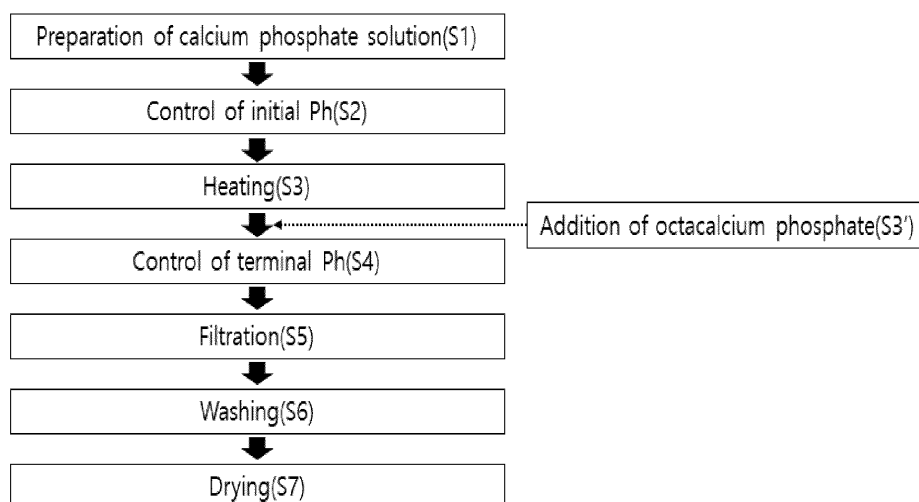 Preparation of calcium phosphate solution(S1)
Control of initial Ph(S2)
Heating(S3)
Addition of octacalcium phosphate(S3')
Control of terminal Ph(S4)
Filtration(S5)
Washing(S6)
Drying(S7)